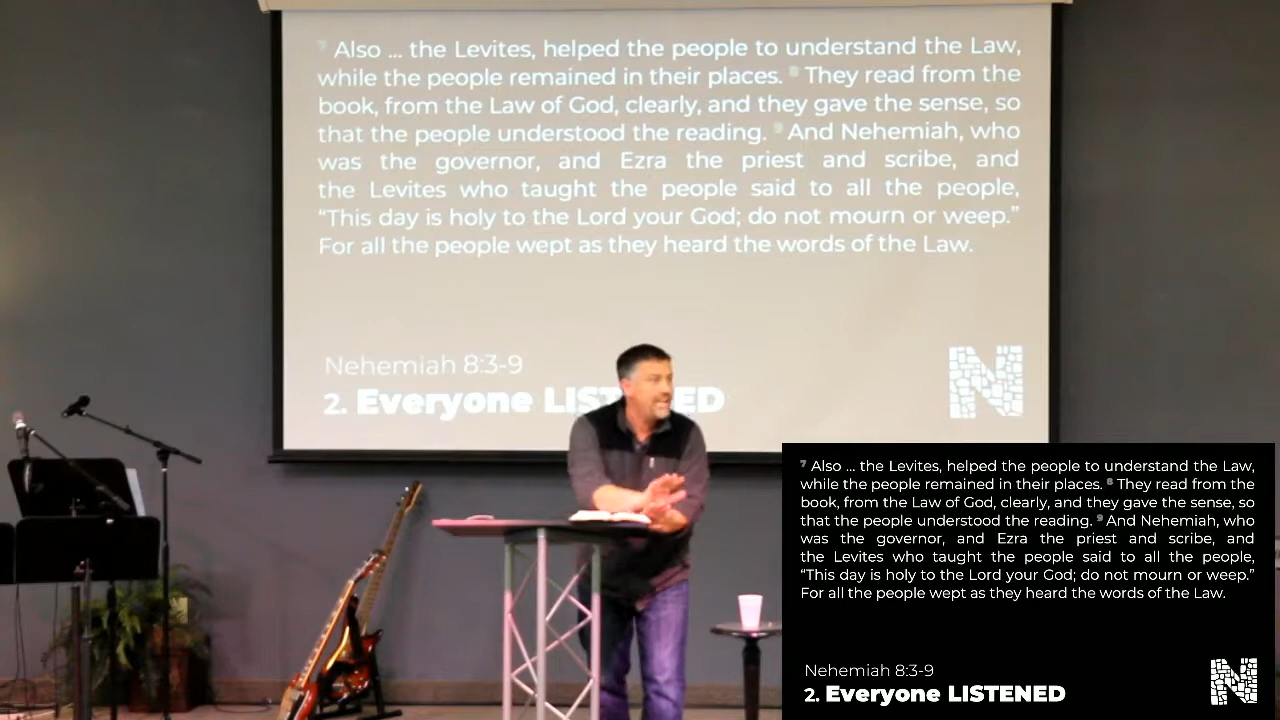 7 Also ... the Levites, helped the people to understand the Law,
while the people remained in their places. 8 They read from the
book, from the Law of God, clearly, and they gave the sense, so
that the people understood the reading. 9 And Nehemiah, who
was the governor, and Ezra the priest and scribe, and
the Levites who taught the people said to all the people,
“This day is holy to the Lord your God; do not mourn or weep.”
For all the people wept as they heard the words of the Law.
Nehemiah 8:3-9
2. Everyone LISTENED
N
7 Also ... the Levites, helped the people to understand the Law,
while the people remained in their places. 8 They read from the
book, from the Law of God, clearly, and they gave the sense, so
that the people understood the reading. 9 And Nehemiah, who
was the governor, and Ezra the priest and scribe, and
the Levites who taught the people said to all the people,
“This day is holy to the Lord your God; do not mourn or weep.”
For all the people wept as they heard the words of the Law.
Nehemiah 8:3-9
2. Everyone LISTENED
N